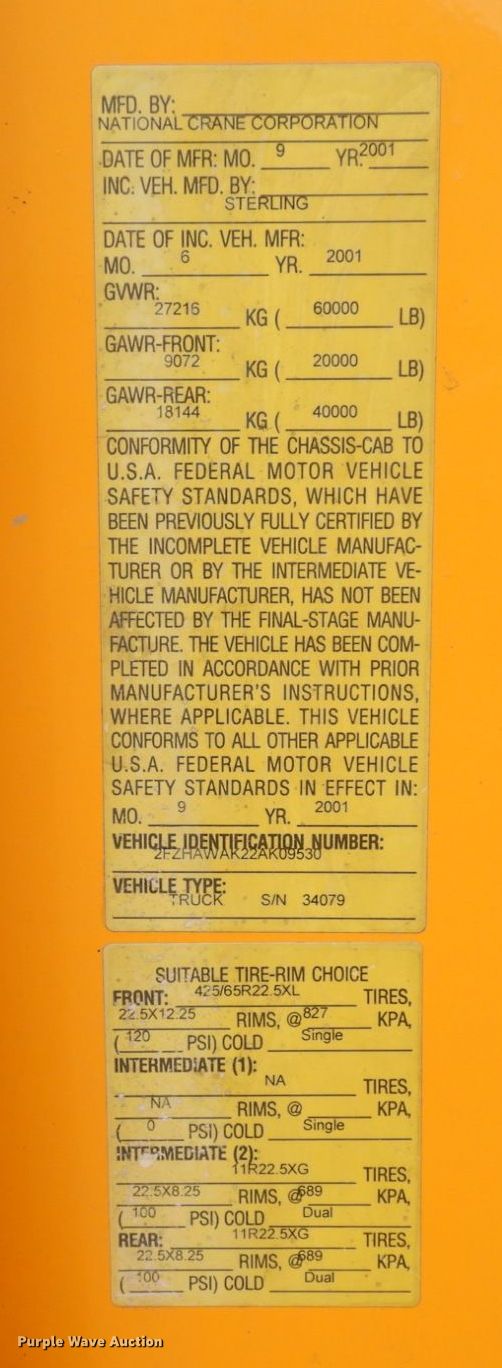 MFD. BY:
NATIONAL CRANE CORPORATION
DATE OF MFR: MO. 9 YR. 2001
INC. VEH. MFD. BY:
STERLING
DATE OF INC. VEH. MFR:
MO. 6 YR. 2001
GVWR:
27216 KG ( 60000 LB)
GAWR-FRONT:
9072 KG ( 20000 LB)
GAWR-REAR:
18144 KG ( 40000 LB)
CONFORMITY OF THE CHASSIS-CAB TO
U.S.A. FEDERAL MOTOR VEHICLE
SAFETY STANDARDS, WHICH HAVE
BEEN PREVIOUSLY FULLY CERTIFIED BY
THE INCOMPLETE VEHICLE MANUFAC-
TURER OR BY THE INTERMEDIATE VE-
HICLE MANUFACTURER, HAS NOT BEEN
AFFECTED BY THE FINAL-STAGE MANU-
FACTURE. THE VEHICLE HAS BEEN COM-
PLETED IN ACCORDANCE WITH PRIOR
MANUFACTURER'S INSTRUCTIONS,
WHERE APPLICABLE. THIS VEHICLE
CONFORMS TO ALL OTHER APPLICABLE
U.S.A. FEDERAL MOTOR VEHICLE
SAFETY STANDARDS IN EFFECT IN:
MO. 9 YR. 2001
VEHICLE IDENTIFICATION NUMBER:
2FZHAWAK22AK09530
VEHICLE TYPE:
TRUCK S/N 34079
SUITABLE TIRE-RIM CHOICE
FRONT: 425/65R22.5XL TIRES,
22.5X12.25 RIMS, @ 827 KPA,
( 120 PSI) COLD Single
INTERMEDIATE (1):
NA TIRES,
NA RIMS, @ KPA,
( 0 PSI) COLD Single
INTERMEDIATE (2):
11R22.5XG TIRES,
22.5X8.25 RIMS, @ 689 KPA,
( 100 PSI) COLD Dual
REAR: 11R22.5XG TIRES,
22.5X8.25 RIMS, @ 689 KPA,
( 100 PSI) COLD Dual
Purple Wave Auction